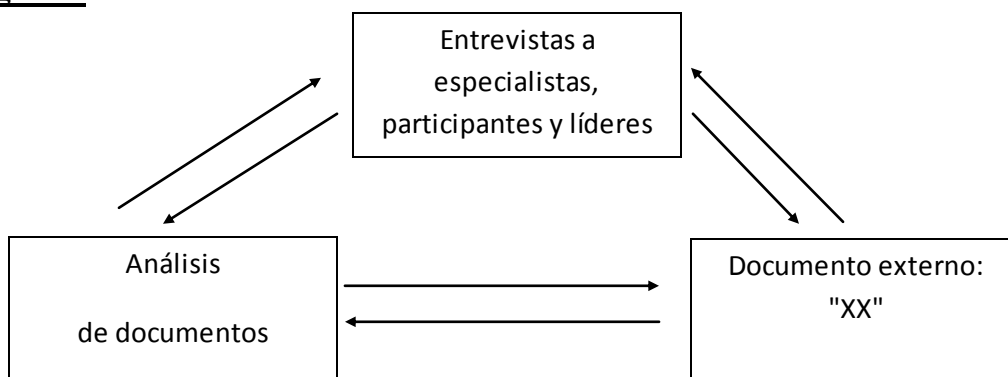 Entrevistas a
especialistas,
participantes y líderes
Análisis
de documentos
Documento externo:
"XX"